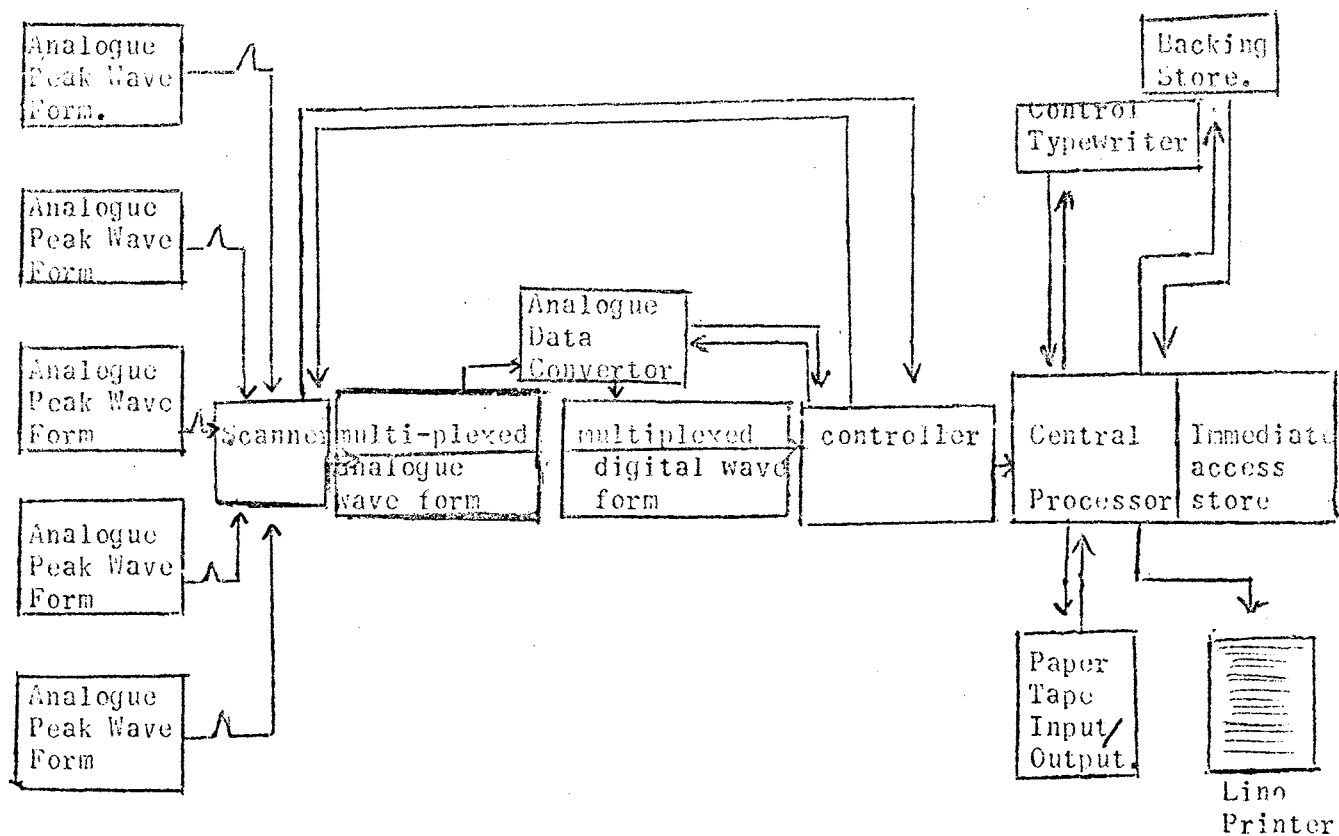 Analogue
Peak Wave
Form.
Backing
Store.
Control
Typewriter
Analogue
Peak Wave
Form
Analogue
Data
Convertor
Analogue
Peak Wave
Form
Scanner
multi-plexed
analogue
wave form
multiplexed
digital wave
form
controller
Central
Processor
Immediate
access
store
Analogue
Peak Wave
Form
Analogue
Peak Wave
Form
Paper
Tape
Input/
Output.
Line
Printer